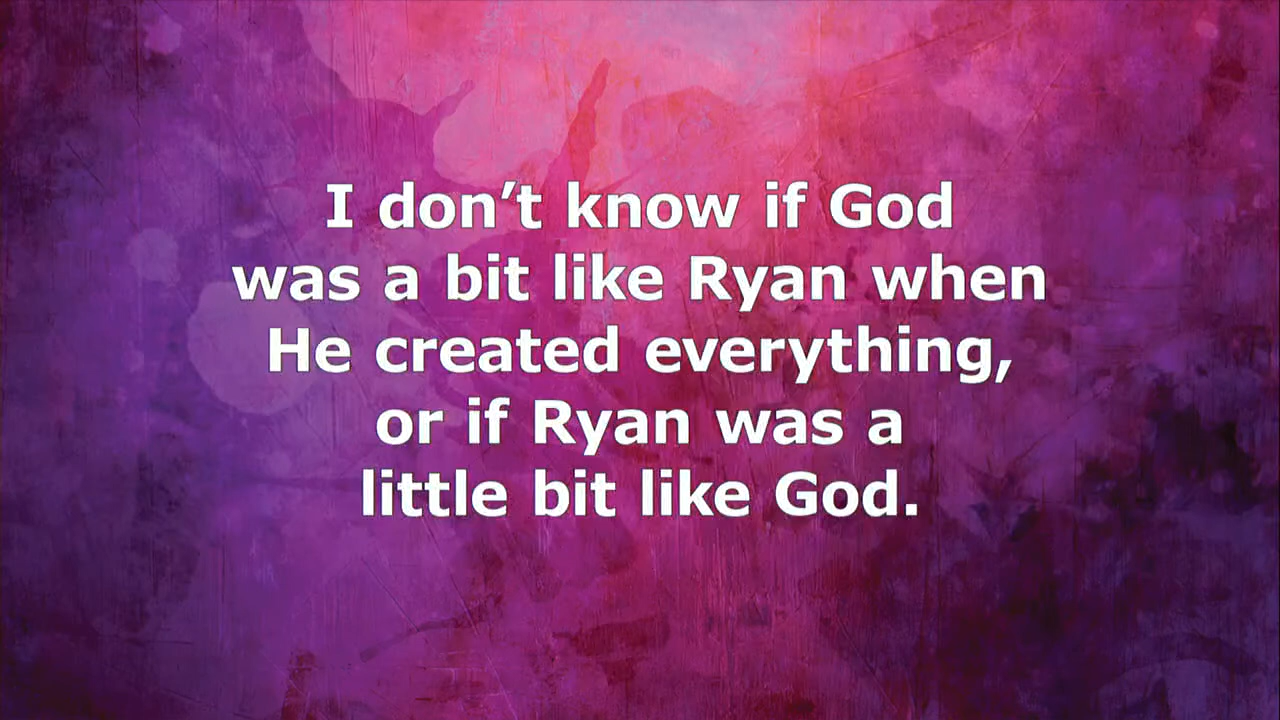 I don’t know if God
was a bit like Ryan when
He created everything,
or if Ryan was a
little bit like God.